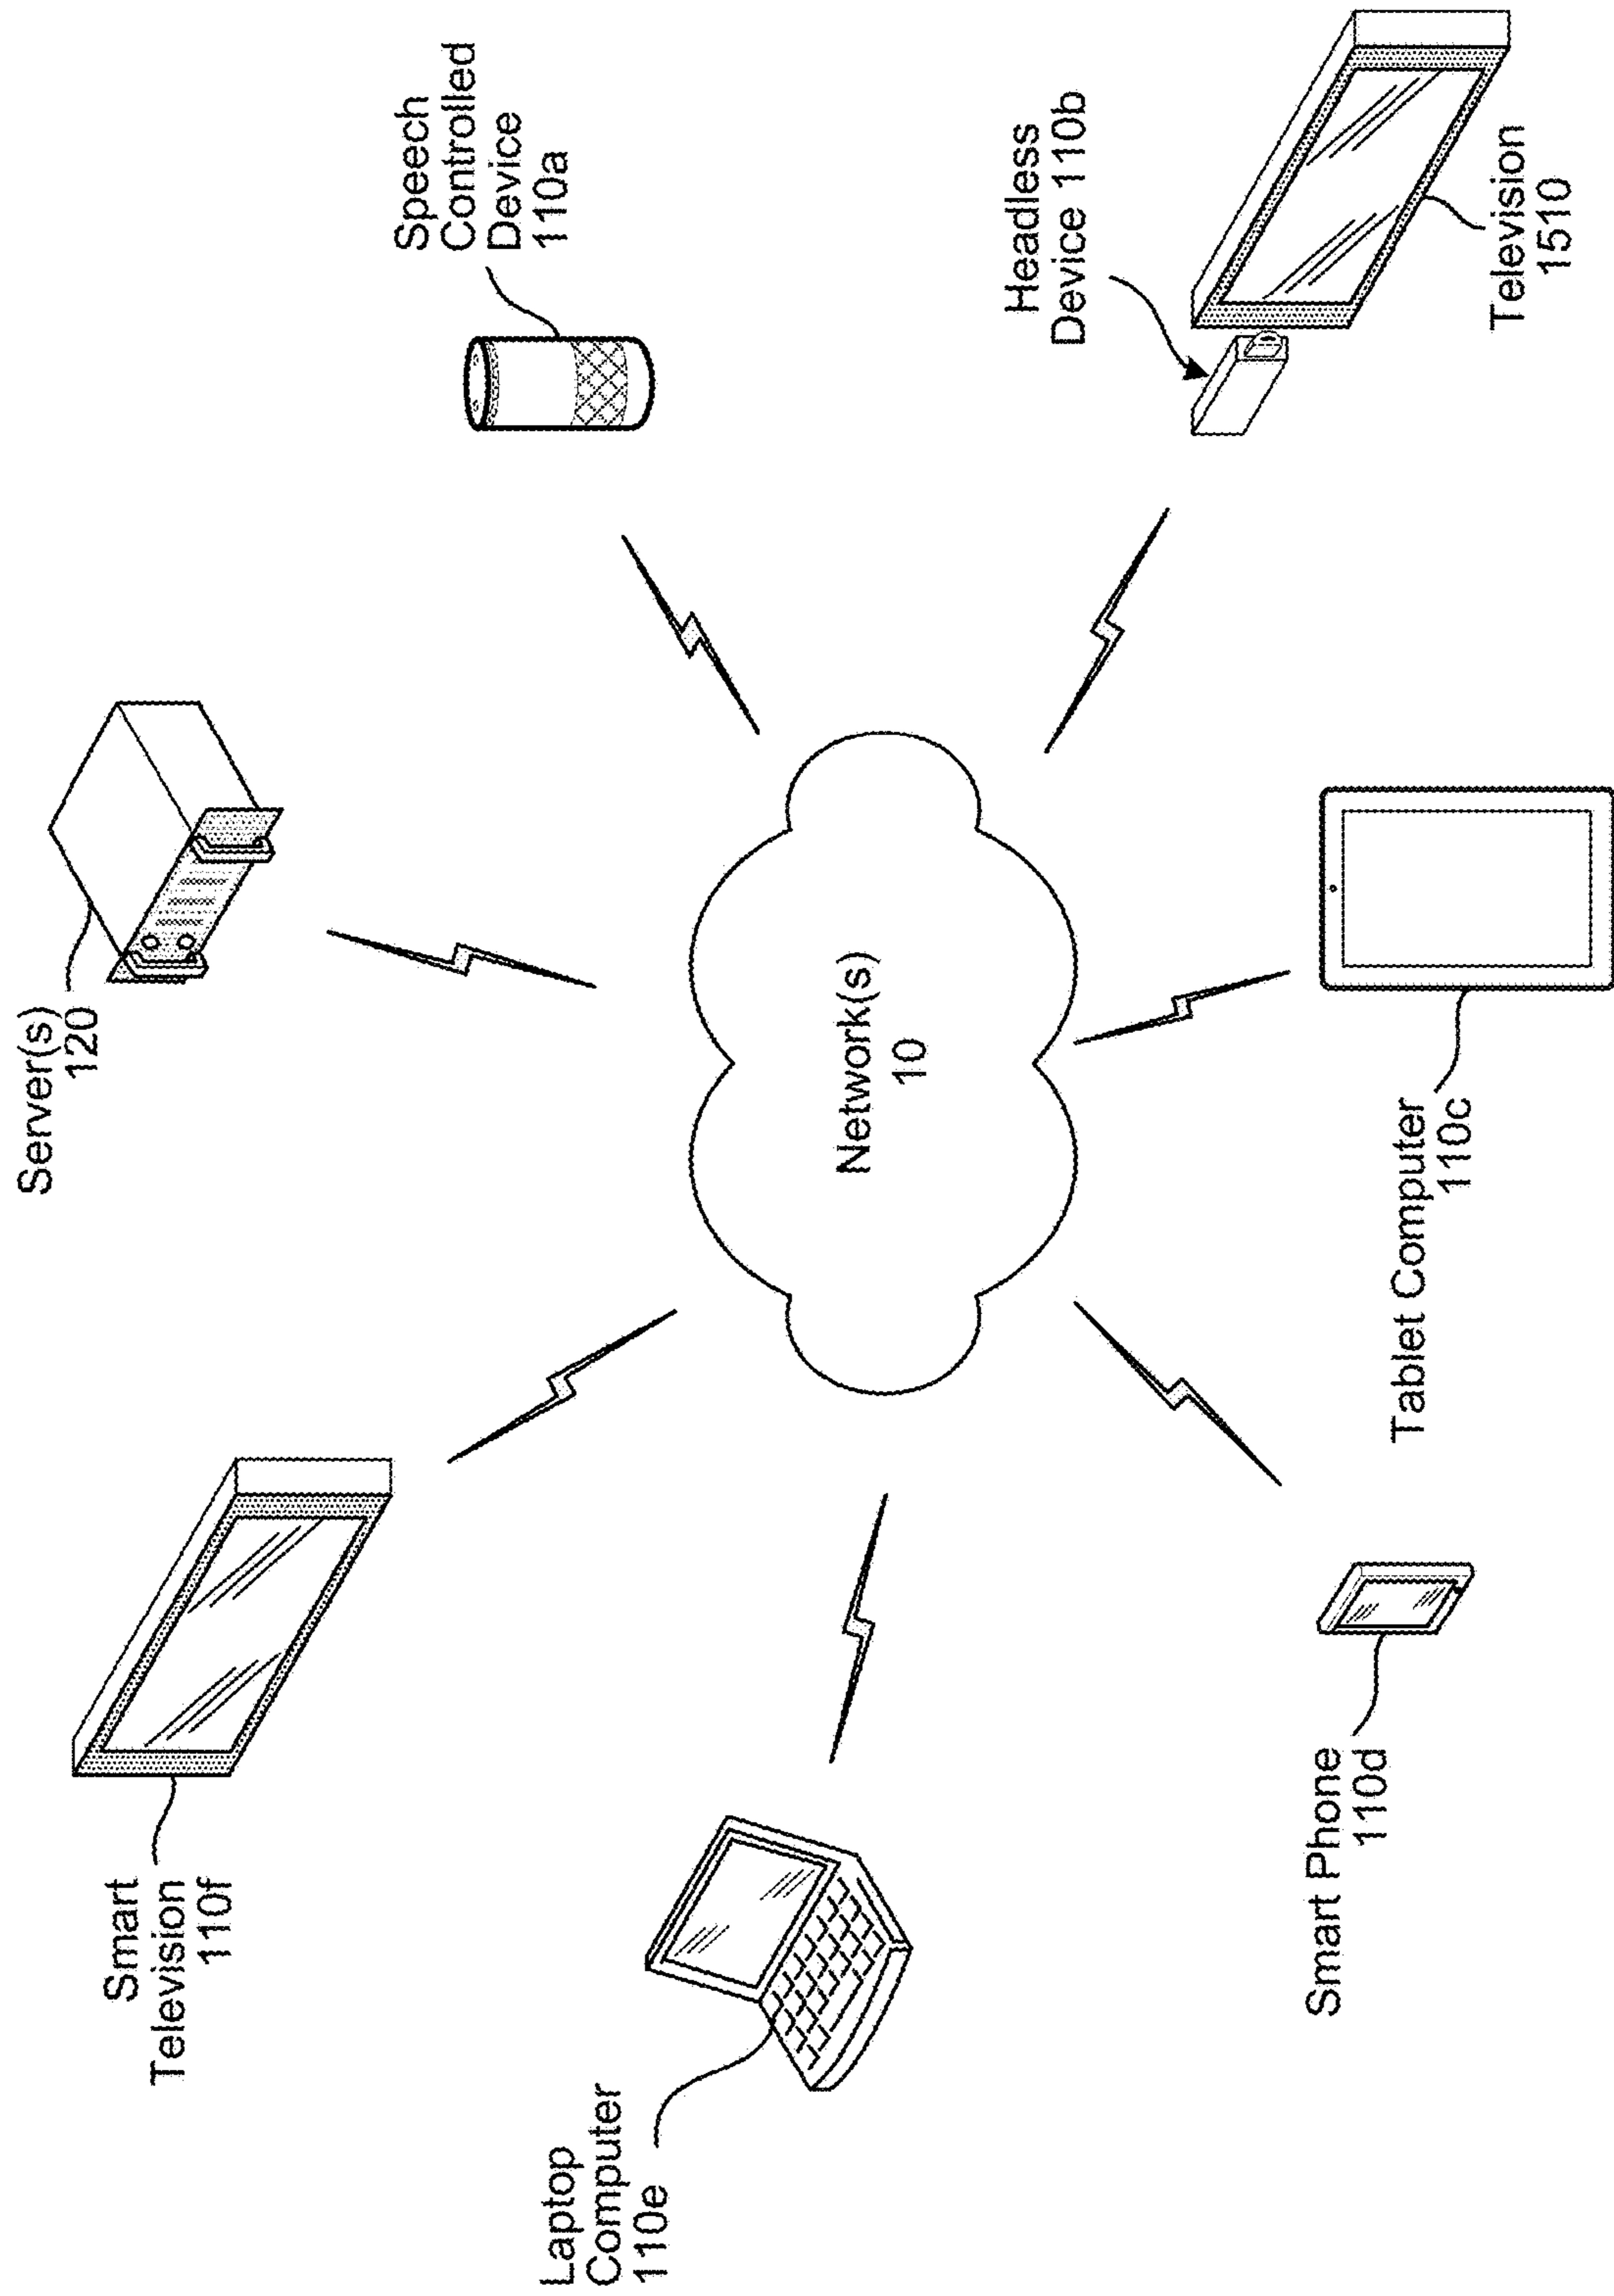 Server(s)
120
Smart
Television
110f
Speech
Controlled
Device
110a
Laptop
Computer
110e
Network(s)
10
Headless
Device 110b
Smart Phone
110d
Tablet Computer
110c
Television
1510